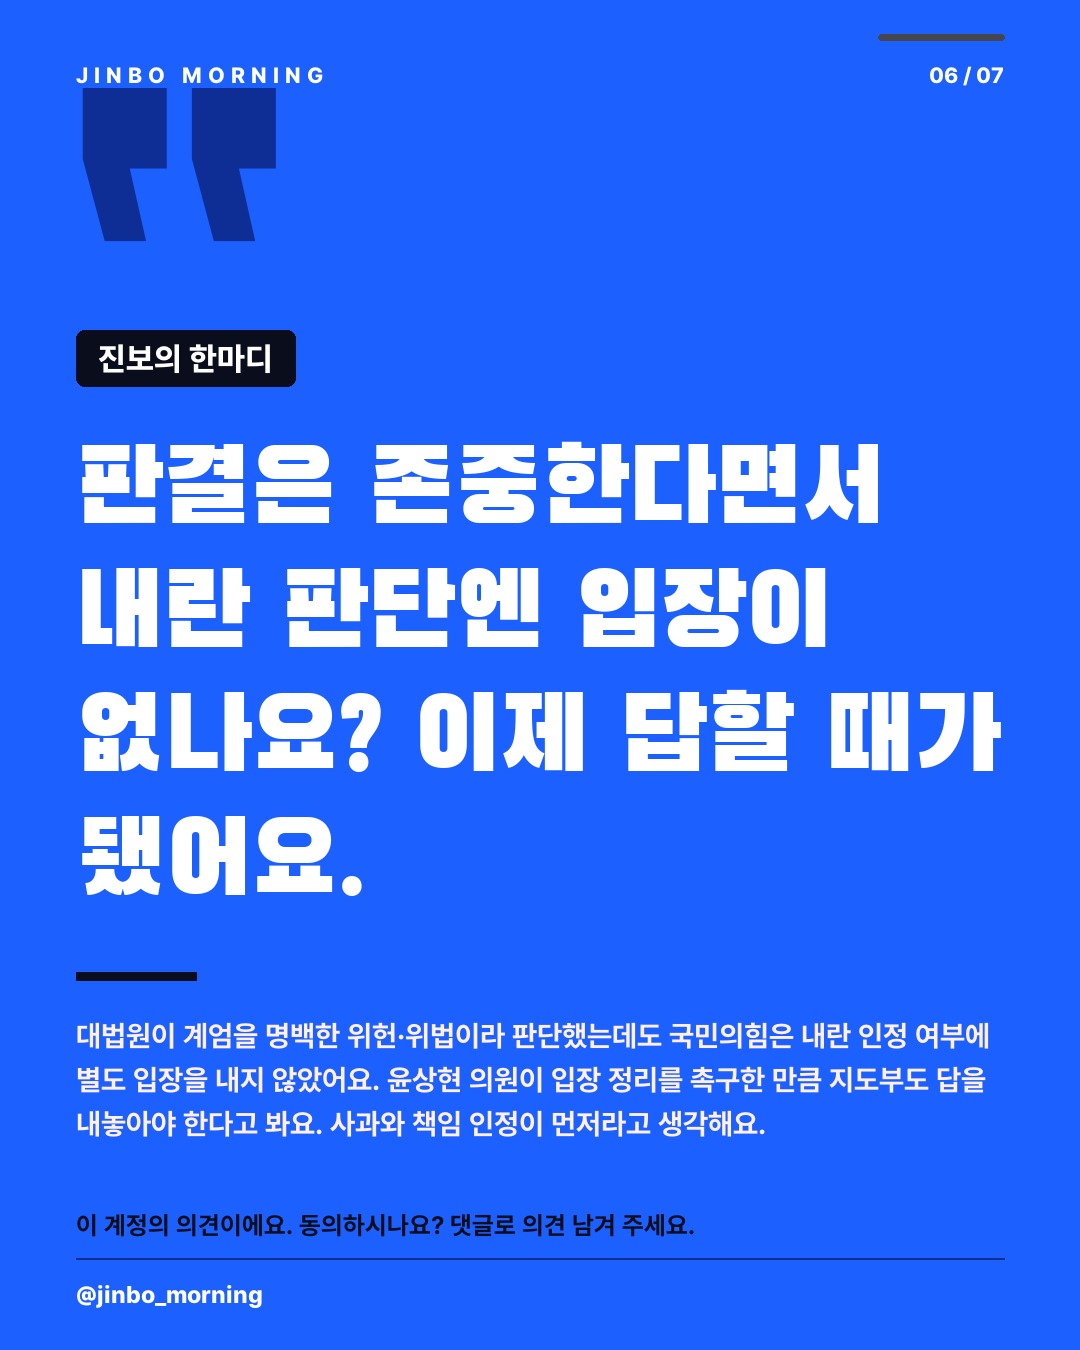 JINBO MORNING
06 / 07
진보의 한마디
판결은 존중한다면서
내란 판단엔 입장이
없나요? 이제 답할 때가
됐어요.
대법원이 계엄을 명백한 위헌·위법이라 판단했는데도 국민의힘은 내란 인정 여부에
별도 입장을 내지 않았어요. 윤상현 의원이 입장 정리를 촉구한 만큼 지도부도 답을
내놓아야 한다고 봐요. 사과와 책임 인정이 먼저라고 생각해요.
이 계정의 의견이에요. 동의하시나요? 댓글로 의견 남겨 주세요.
@jinbo_morning